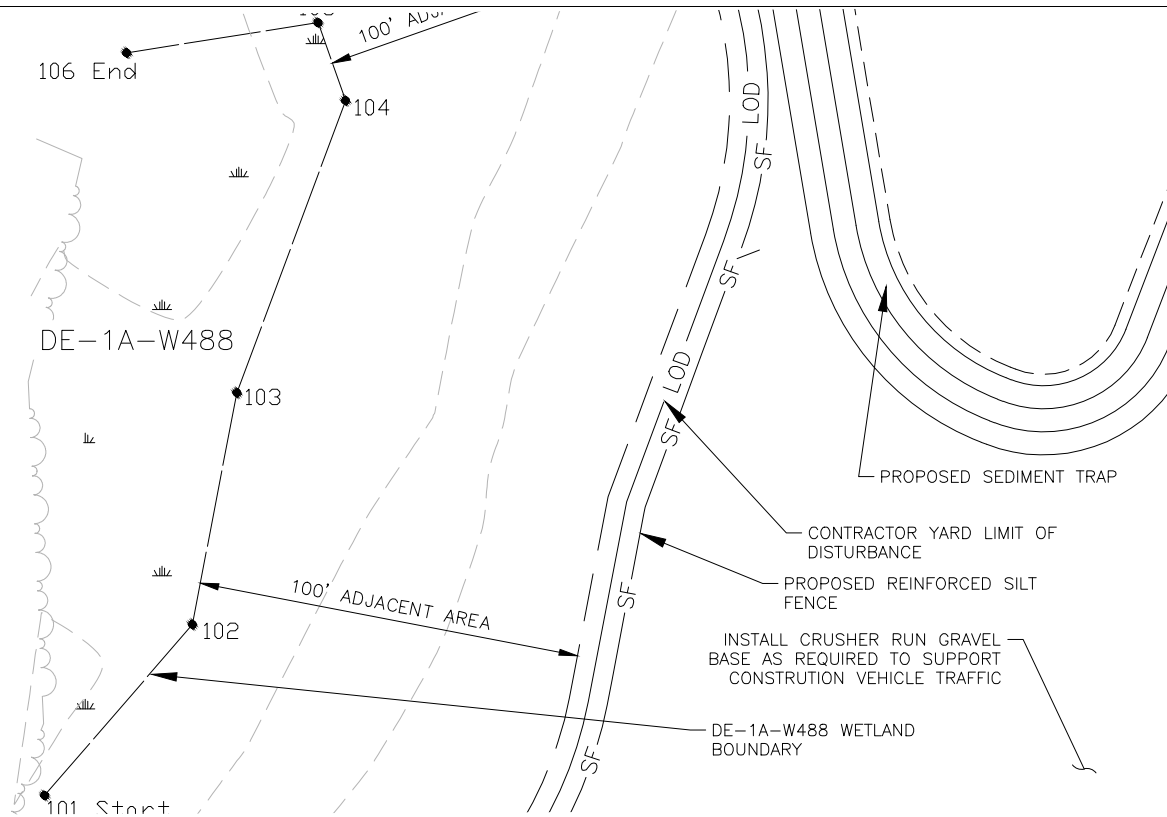 100' ADJA
106 End
104
LOD
SF
SF
DE-1A-W488
LOD
103
SF
PROPOSED SEDIMENT TRAP
CONTRACTOR YARD LIMIT OF
DISTURBANCE
100' ADJACENT AREA
PROPOSED REINFORCED SILT
FENCE
SF
102
INSTALL CRUSHER RUN GRAVEL
BASE AS REQUIRED TO SUPPORT
CONSTRUTION VEHICLE TRAFFIC
DE-1A-W488 WETLAND
BOUNDARY
SF
101 Start